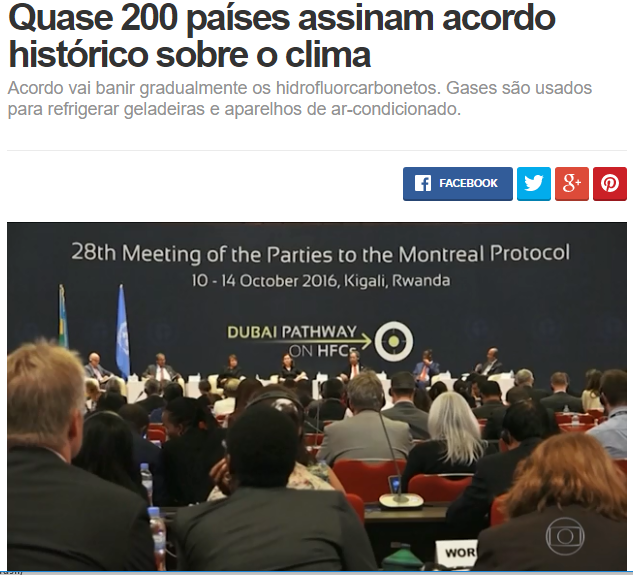 Quase 200 países assinam acordo
histórico sobre o clima
Acordo vai banir gradualmente os hidrofluorcarbonetos. Gases são usados
para refrigerar geladeiras e aparelhos de ar-condicionado.
FACEBOOK
28th Meeting of the Parties to the Montreal Protocol
10 - 14 October 2016, Kigali, Rwanda
DUBAI PATHWAY
ON HFCs
WOR